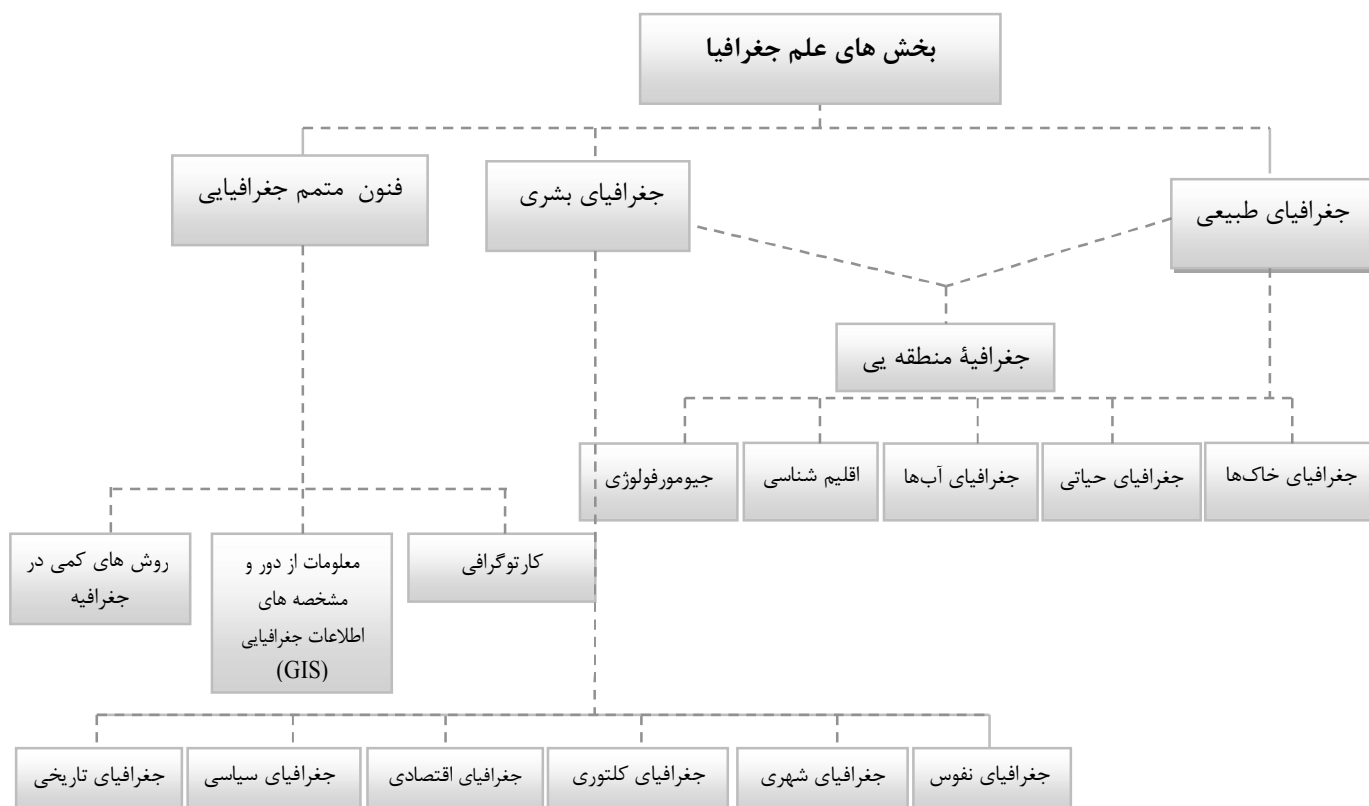 بخش های علم جغرافیا
جغرافیای طبیعی
جغرافیای بشری
فنون متمم جغرافیایی
جغرافیۀ منطقه یی
جغرافیای خاک‌ها
جغرافیای حیاتی
جغرافیای آب‌ها
اقلیم شناسی
جیومورفولوژی
کارتوگرافی
معلومات از دور و
مشخصه های
اطلاعات جغرافیایی
(GIS)
روش های کمی در
جغرافیه
جغرافیای نفوس
جغرافیای شهری
جغرافیای کلتوری
جغرافیای اقتصادی
جغرافیای سیاسی
جغرافیای تاریخی